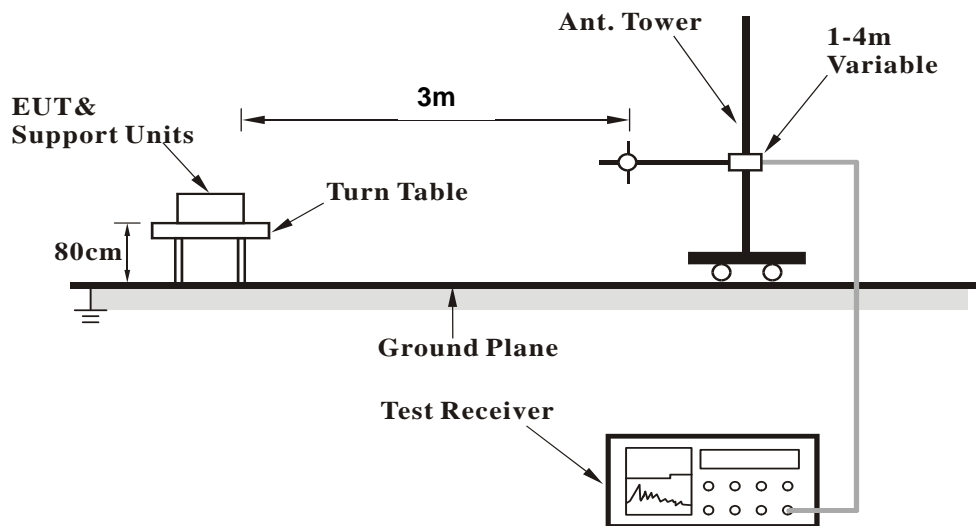 Ant. Tower
1-4m
Variable
3m
EUT&
Support Units
Turn Table
80cm
Ground Plane
Test Receiver